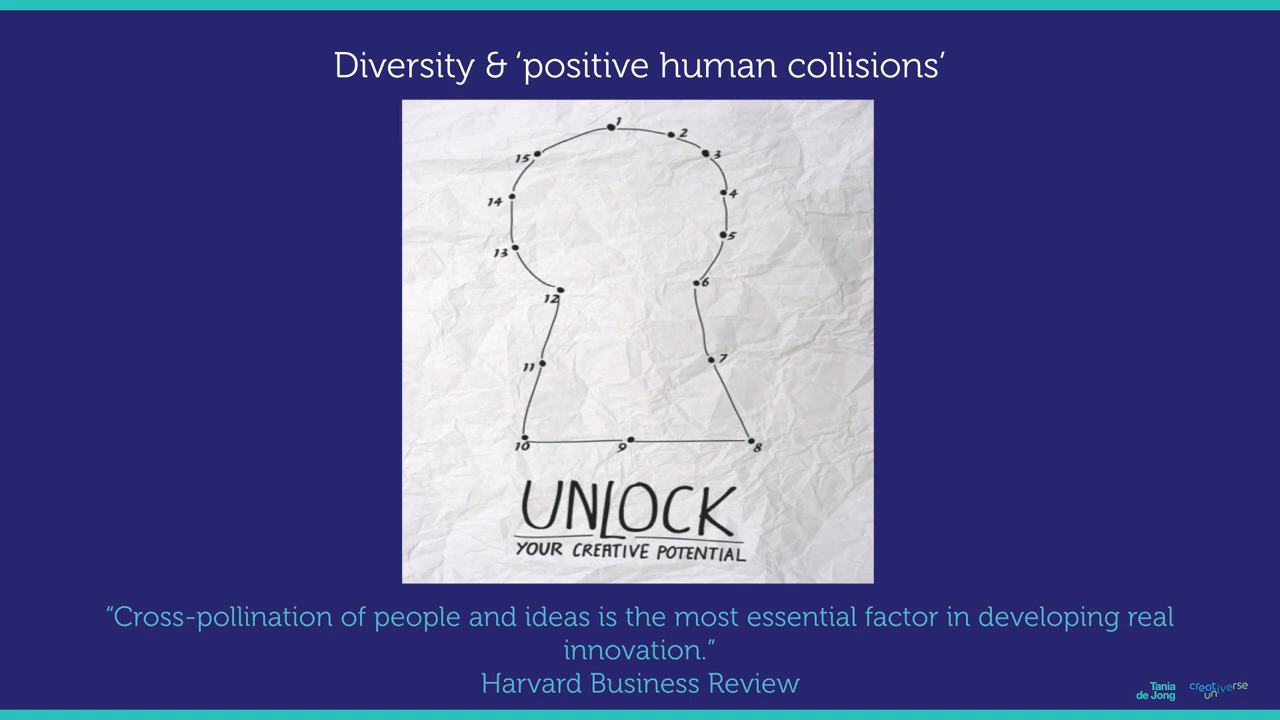 Diversity & ‘positive human collisions’
1
2
15
3
14
4
13
5
12
6
11
7
10
9
8
UNLOCK
YOUR CREATIVE POTENTIAL
“Cross-pollination of people and ideas is the most essential factor in developing real
innovation.”
Harvard Business Review
Tania
de Jong
creative universe